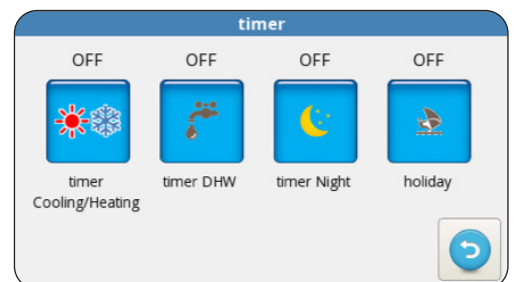 timer
OFF OFF OFF OFF
timer Cooling/Heating
timer DHW
timer Night
holiday